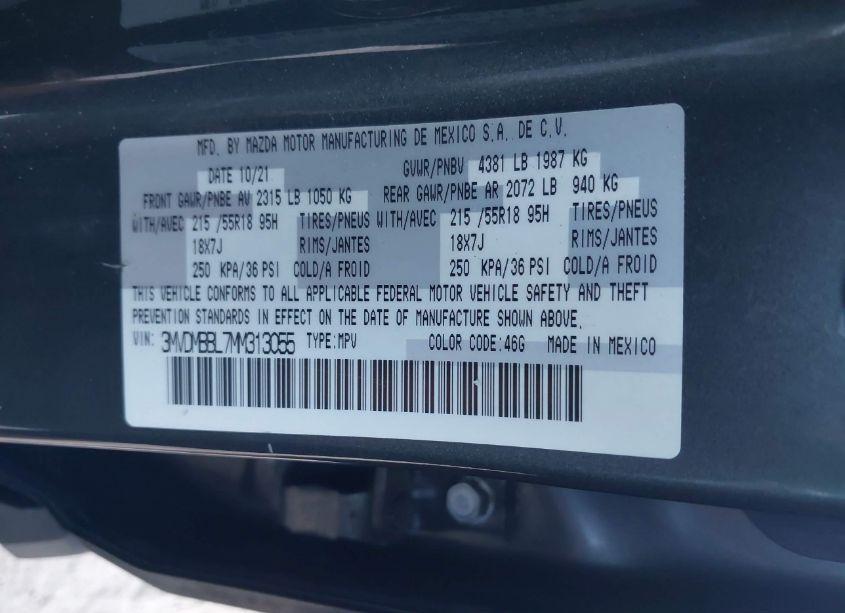 MFD. BY MAZDA MOTOR MANUFACTURING DE MEXICO S.A. DE C.V.
DATE 10/21 GVWR/PNBV 4381 LB 1987 KG
FRONT GAWR/PNBE AV 2315 LB 1050 KG REAR GAWR/PNBE AR 2072 LB 940 KG
WITH/AVEC 215 /55R18 95H TIRES/PNEUS WITH/AVEC 215 /55R18 95H TIRES/PNEUS
18X7J RIMS/JANTES 18X7J RIMS/JANTES
250 KPA/36 PSI COLD/A FROID 250 KPA/36 PSI COLD/A FROID
THIS VEHICLE CONFORMS TO ALL APPLICABLE FEDERAL MOTOR VEHICLE SAFETY AND THEFT
PREVENTION STANDARDS IN EFFECT ON THE DATE OF MANUFACTURE SHOWN ABOVE.
VIN: 3MVDMBBL7MM313055 TYPE:MPV COLOR CODE:46G MADE IN MEXICO